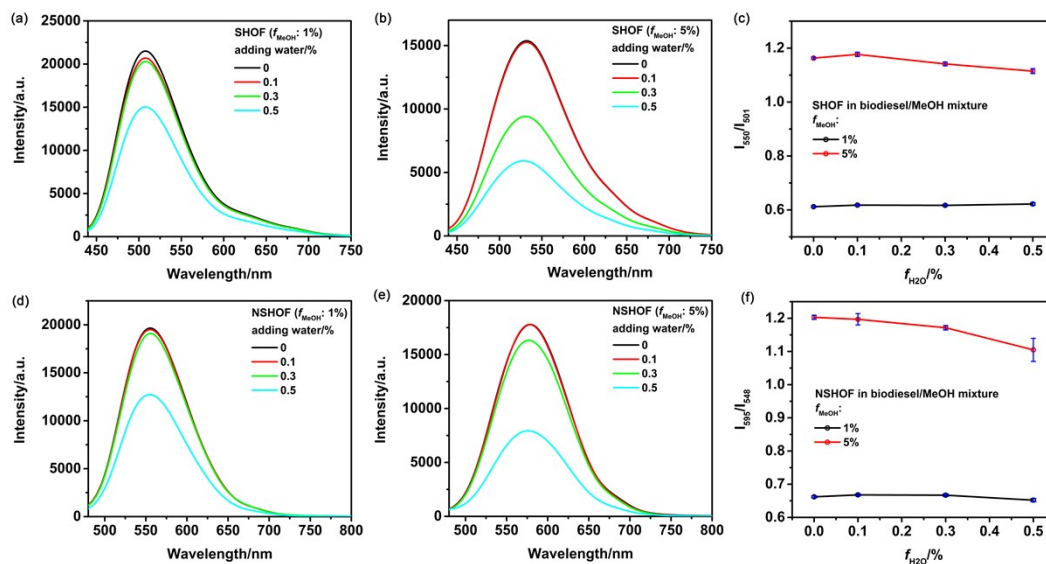 (a)
SHOF (fMeOH: 1%)
adding water/%
0
0.1
0.3
0.5
25000
20000
15000
10000
5000
0
Intensity/a.u.
450 500 550 600 650 700 750
Wavelength/nm
(b)
SHOF (fMeOH: 5%)
adding water/%
0
0.1
0.3
0.5
15000
10000
5000
0
Intensity/a.u.
450 500 550 600 650 700 750
Wavelength/nm
(c)
1.2
1.0
0.8
0.6
I550/I501
SHOF in biodiesel/MeOH mixture
fMeOH:
1%
5%
0.0 0.1 0.2 0.3 0.4 0.5
fH2O/%
(d)
NSHOF (fMeOH: 1%)
adding water/%
0
0.1
0.3
0.5
20000
15000
10000
5000
0
Intensity/a.u.
500 550 600 650 700 750 800
Wavelength/nm
(e)
NSHOF (fMeOH: 5%)
adding water/%
0
0.1
0.3
0.5
20000
15000
10000
5000
0
Intensity/a.u.
500 550 600 650 700 750 800
Wavelength/nm
(f)
1.2
1.1
1.0
0.9
0.8
0.7
0.6
I595/I548
NSHOF in biodiesel/MeOH mixture
fMeOH:
1%
5%
0.0 0.1 0.2 0.3 0.4 0.5
fH2O/%